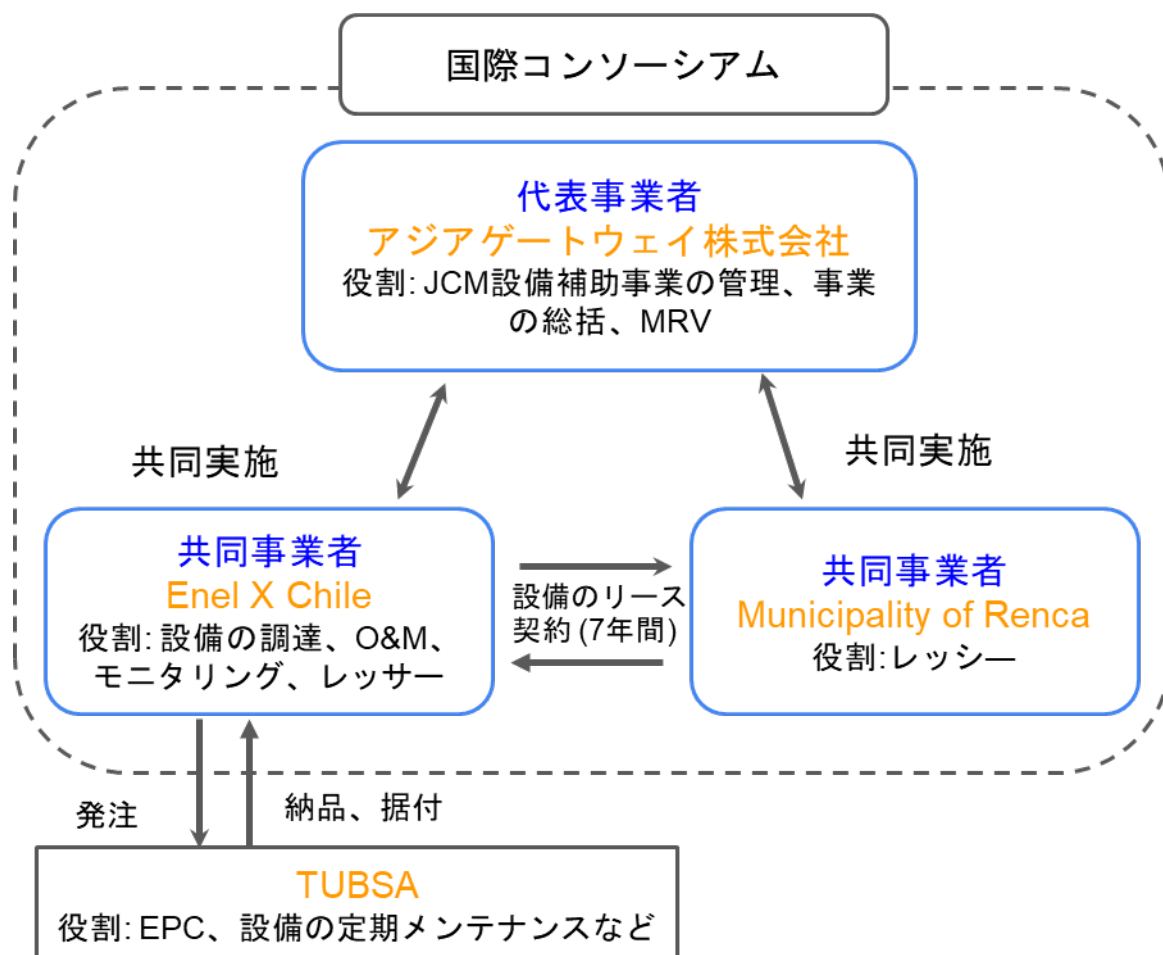 国際コンソーシアム
代表事業者
アジアゲートウェイ株式会社
役割: JCM設備補助事業の管理、事業
の総括、MRV
共同実施
共同実施
共同事業者
Enel X Chile
役割: 設備の調達、O&M、
モニタリング、レッサー
設備のリース
契約 (7年間)
共同事業者
Municipality of Renca
役割:レッシー
発注
納品、据付
TUBSA
役割: EPC、設備の定期メンテナンスなど